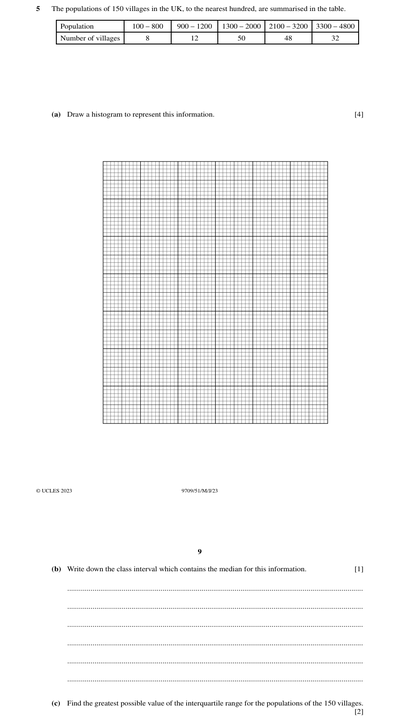 5 The populations of 150 villages in the UK, to the nearest hundred, are summarised in the table.
Population 100 – 800 900 – 1200 1300 – 2000 2100 – 3200 3300 – 4800
Number of villages 8 12 50 48 32
(a) Draw a histogram to represent this information. [4]
© UCLES 2023 9709/51/M/J/23
9
(b) Write down the class interval which contains the median for this information. [1]
(c) Find the greatest possible value of the interquartile range for the populations of the 150 villages.
[2]